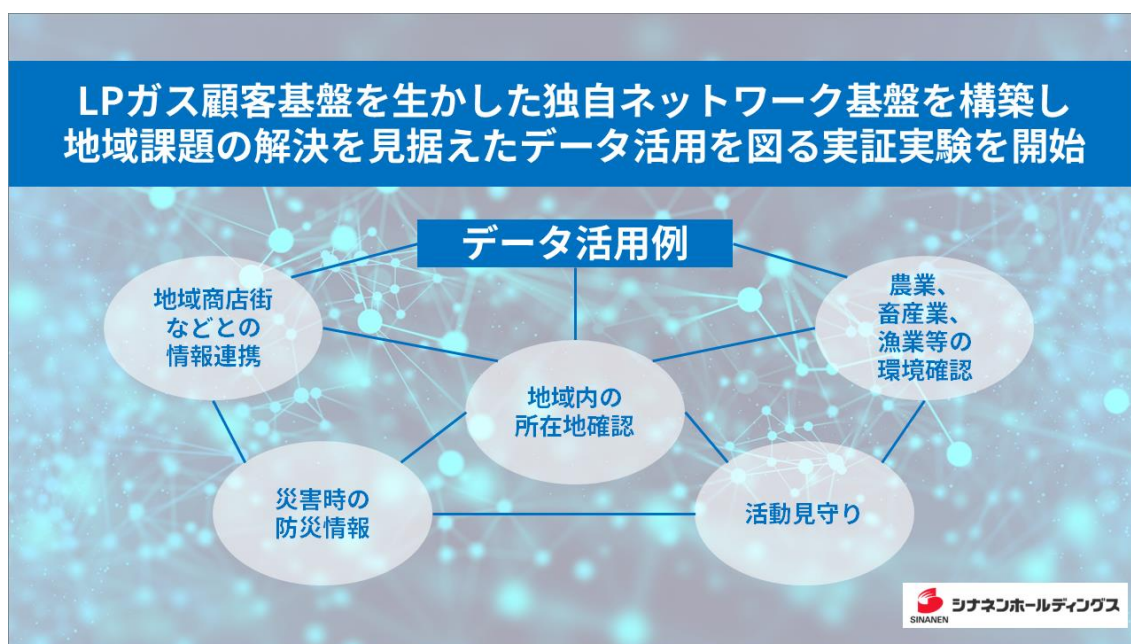 LPガス顧客基盤を生かした独自ネットワーク基盤を構築し
地域課題の解決を見据えたデータ活用を図る実証実験を開始
データ活用例
地域商店街
などとの
情報連携
農業、
畜産業、
漁業等の
環境確認
地域内の
所在地確認
災害時の
防災情報
活動見守り
SINANEN
シナネンホールディングス